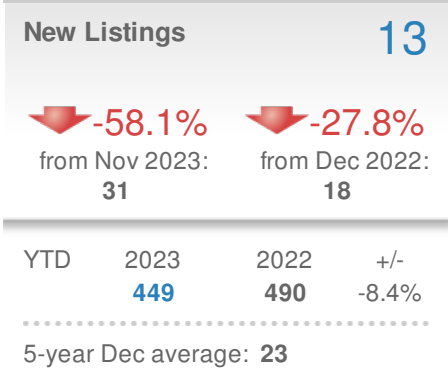 New Listings 13
-58.1% -27.8%
from Nov 2023: from Dec 2022:
31 18
YTD 2023 2022 +/-
449 490 -8.4%
5-year Dec average: 23